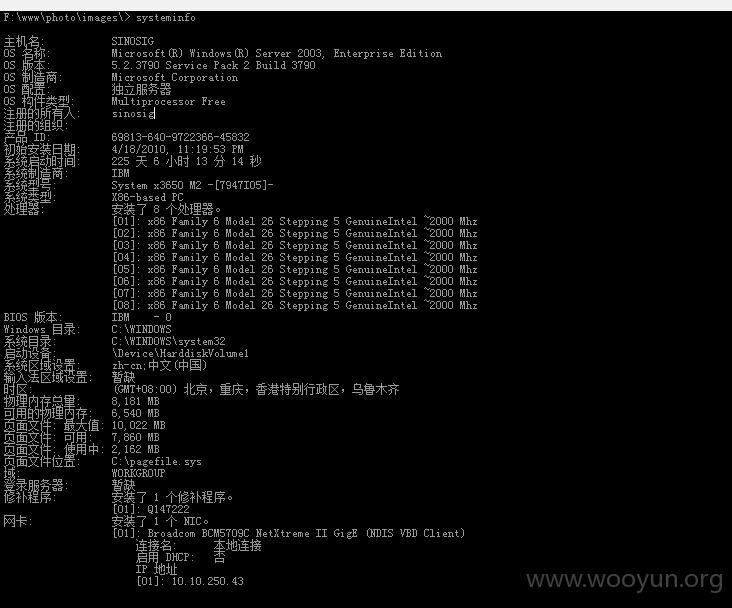 F:\www\photo\images\> systeminfo
主机名: SINOSIG
OS 名称: Microsoft(R) Windows(R) Server 2003, Enterprise Edition
OS 版本: 5.2.3790 Service Pack 2 Build 3790
OS 制造商: Microsoft Corporation
OS 配置: 独立服务器
OS 构件类型: Multiprocessor Free
注册的所有人: sinosig
注册的组织:
产品 ID: 69813-640-9722366-45832
初始安装日期: 4/18/2010, 11:19:53 PM
系统启动时间: 225 天 6 小时 13 分 14 秒
系统制造商: IBM
系统型号: System x3650 M2 -[7947I05]-
系统类型: X86-based PC
处理器: 安装了 8 个处理器。
[01]: x86 Family 6 Model 26 Stepping 5 GenuineIntel ~2000 Mhz
[02]: x86 Family 6 Model 26 Stepping 5 GenuineIntel ~2000 Mhz
[03]: x86 Family 6 Model 26 Stepping 5 GenuineIntel ~2000 Mhz
[04]: x86 Family 6 Model 26 Stepping 5 GenuineIntel ~2000 Mhz
[05]: x86 Family 6 Model 26 Stepping 5 GenuineIntel ~2000 Mhz
[06]: x86 Family 6 Model 26 Stepping 5 GenuineIntel ~2000 Mhz
[07]: x86 Family 6 Model 26 Stepping 5 GenuineIntel ~2000 Mhz
[08]: x86 Family 6 Model 26 Stepping 5 GenuineIntel ~2000 Mhz
BIOS 版本: IBM - 0
Windows 目录: C:\WINDOWS
系统目录: C:\WINDOWS\system32
启动设备: \Device\HarddiskVolume1
系统区域设置: zh-cn;中文(中国)
输入法区域设置: 暂缺
时区: (GMT+08:00) 北京，重庆，香港特别行政区，乌鲁木齐
物理内存总量: 8,181 MB
可用的物理内存: 6,540 MB
页面文件: 最大值: 10,022 MB
页面文件: 可用: 7,860 MB
页面文件: 使用中: 2,162 MB
页面文件位置: C:\pagefile.sys
域: WORKGROUP
登录服务器: 暂缺
修补程序: 安装了 1 个修补程序。
[01]: Q147222
网卡: 安装了 1 个 NIC。
[01]: Broadcom BCM5709C NetXtreme II GigE (NDIS VBD Client)
连接名: 本地连接
启用 DHCP: 否
IP 地址
[01]: 10.10.250.43
www.wooyun.org